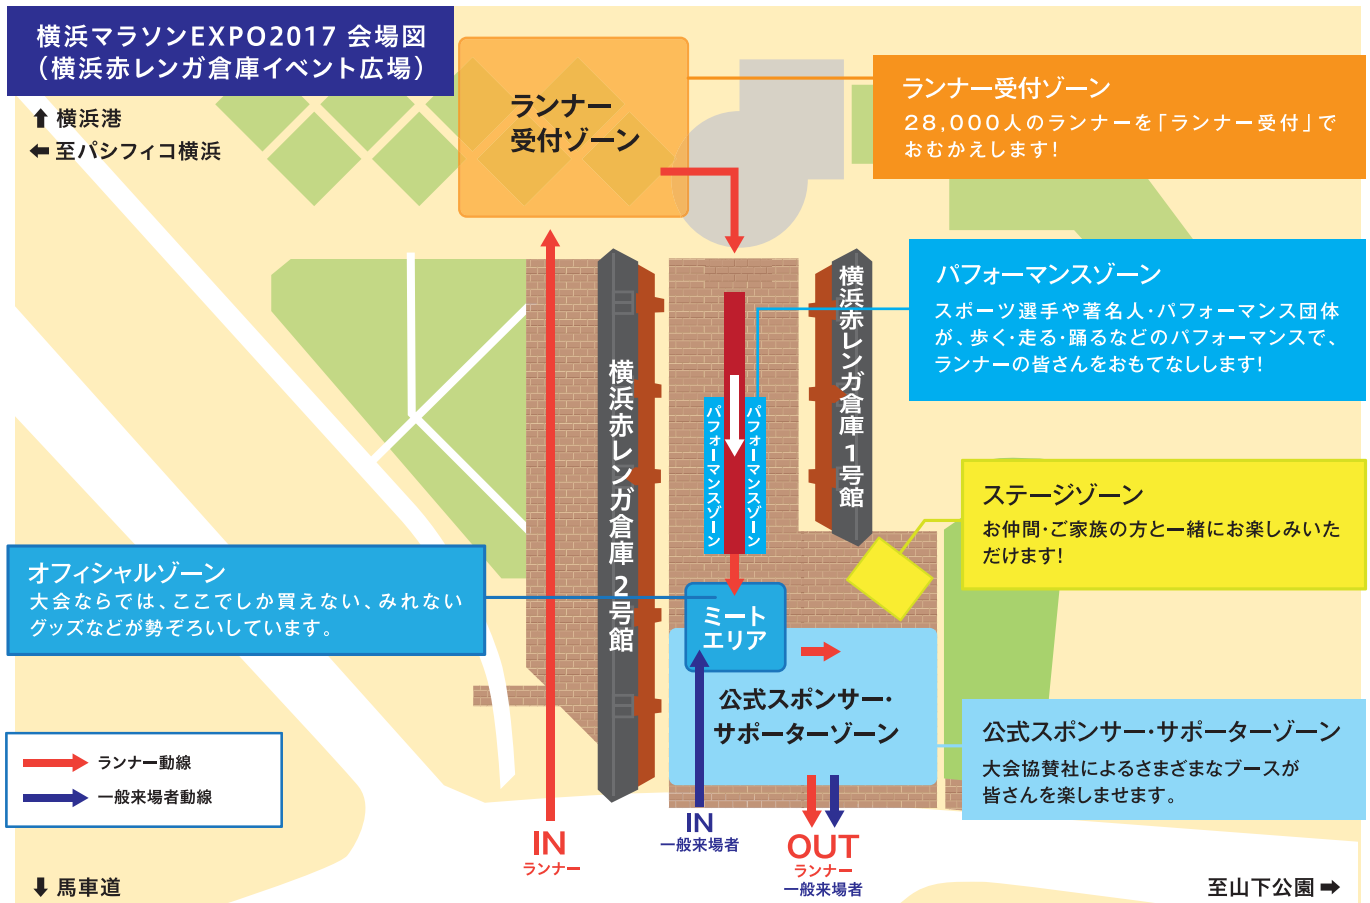 横浜マラソンEXPO2017 会場図
（横浜赤レンガ倉庫イベント広場）
横浜港
至パシフィコ横浜
ランナー
受付ゾーン
ランナー受付ゾーン
28,000人のランナーを「ランナー受付」で
おむかえします!
パフォーマンスゾーン
スポーツ選手や著名人・パフォーマンス団体
が、歩く・走る・踊るなどのパフォーマンスで、
ランナーの皆さんをおもてなしします!
横浜赤レンガ倉庫1号館
横浜赤レンガ倉庫2号館
パフォーマンスゾーン
パフォーマンスゾーン
ステージゾーン
お仲間・ご家族の方と一緒にお楽しみいた
だけます!
オフィシャルゾーン
大会ならでは、ここでしか買えない、みれない
グッズなどが勢ぞろいしています。
ミート
エリア
公式スポンサー・
サポーターゾーン
公式スポンサー・サポーターゾーン
大会協賛社によるさまざまなブースが
皆さんを楽しませます。
ランナー動線
一般来場者動線
IN
ランナー
IN
一般来場者
OUT
ランナー
一般来場者
馬車道
至山下公園